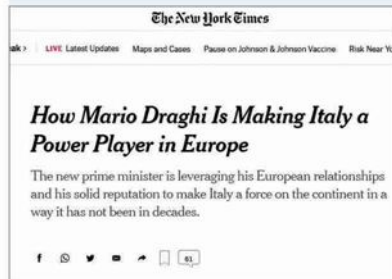 The New York Times
eak > LIVE Latest Updates Maps and Cases Pause on Johnson & Johnson Vaccine Risk Near Yo
How Mario Draghi Is Making Italy a
Power Player in Europe
The new prime minister is leveraging his European relationships
and his solid reputation to make Italy a force on the continent in a
way it has not been in decades.
61